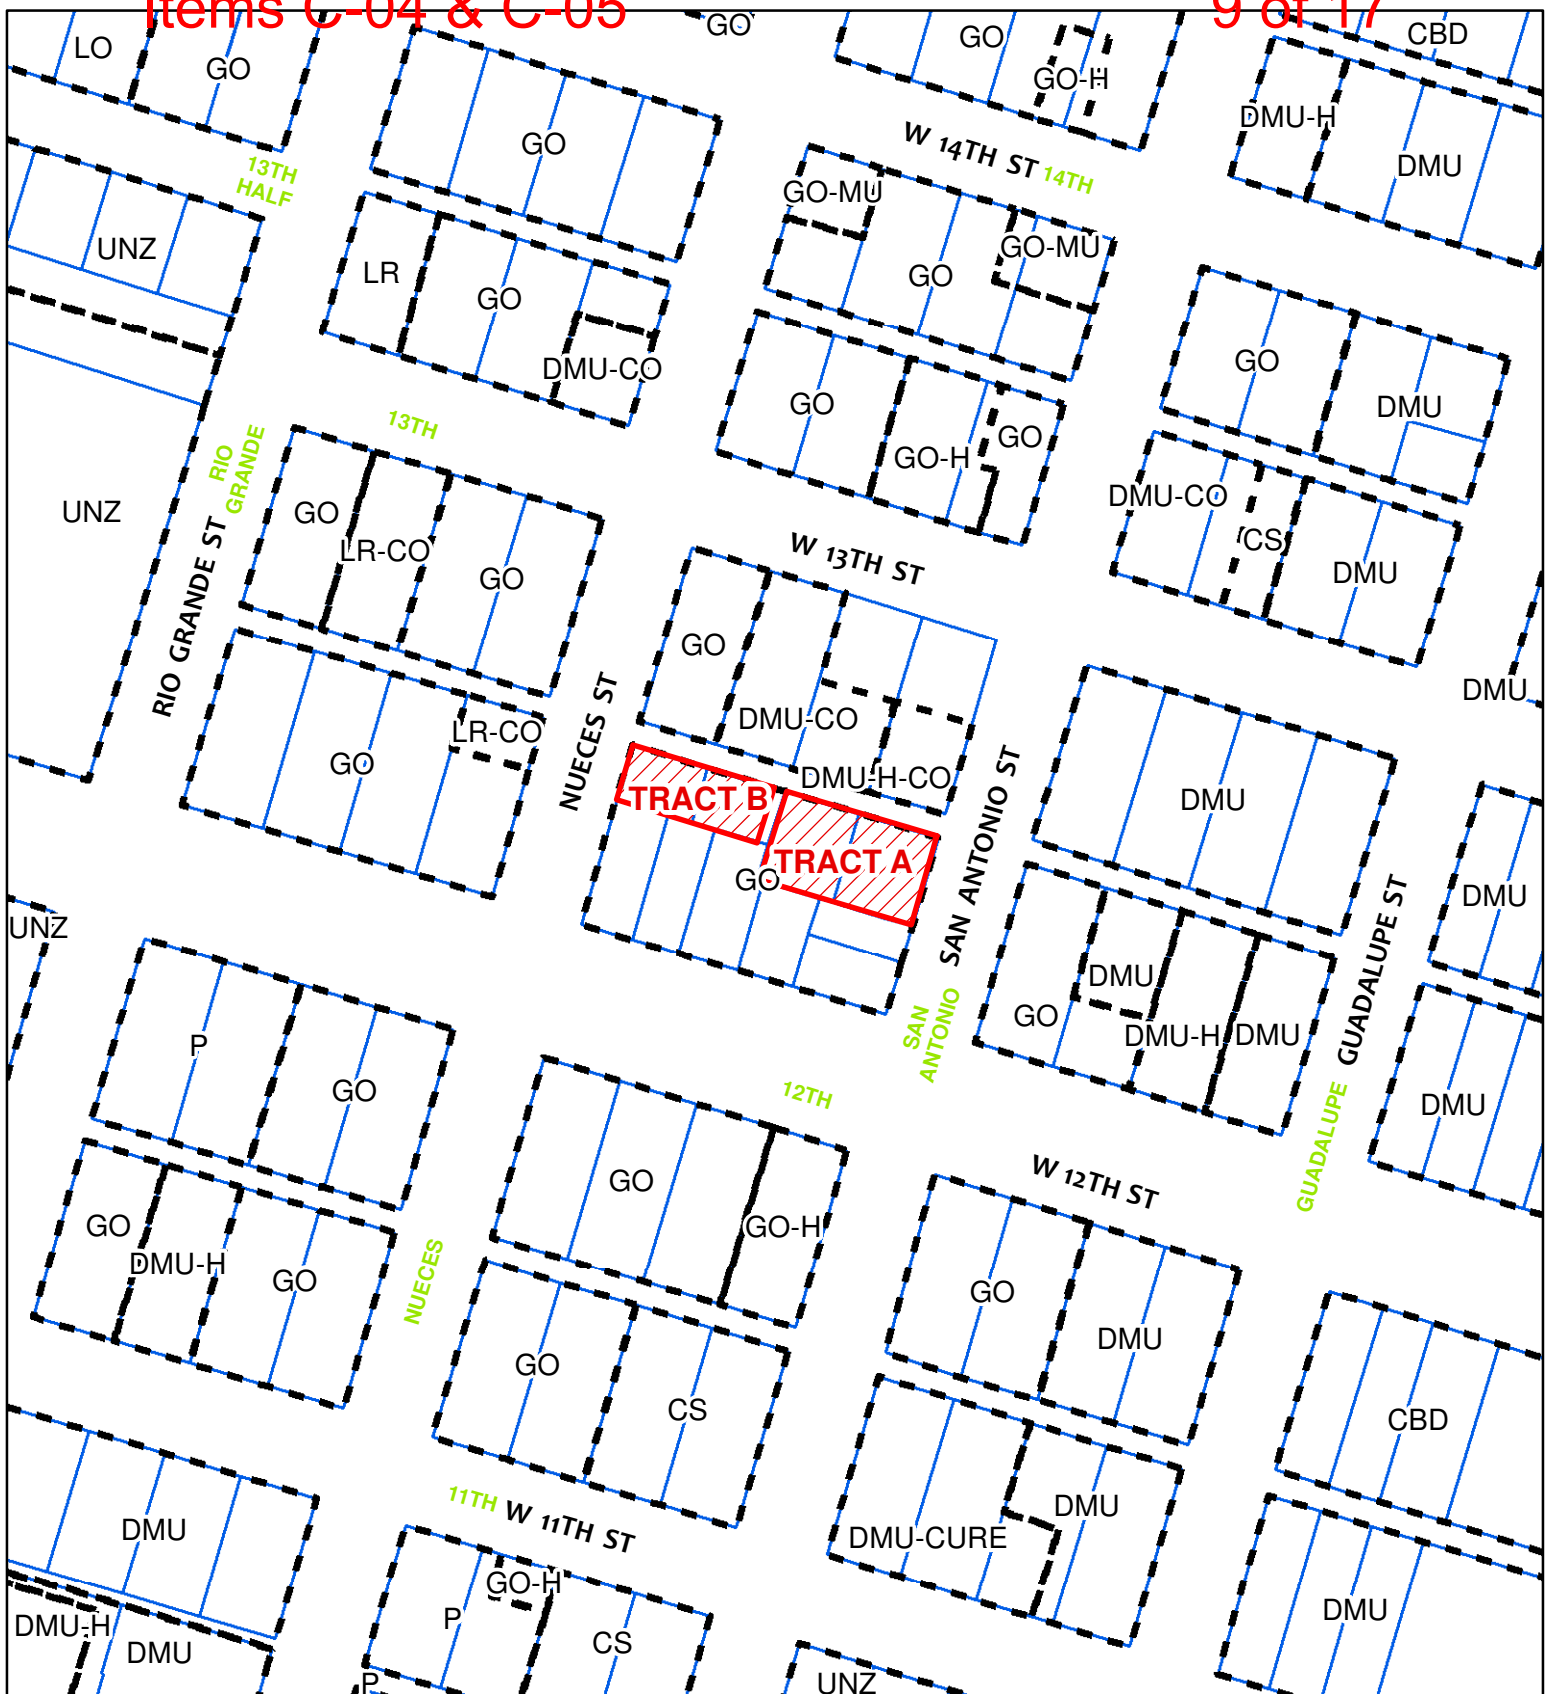 Items C-04 & C-05
9 of 17
LO
GO
GO
GO
CBD
GO-H
DMU-H
DMU
GO
W 14TH ST
14TH
13TH
HALF
GO-MU
GO-MU
UNZ
LR
GO
GO
DMU-CO
GO
DMU
GO
GO-H
GO
13TH
RIO
GRANDE
DMU-CO
CS
DMU
UNZ
GO
LR-CO
GO
W 13TH ST
RIO GRANDE ST
GO
DMU-CO
DMU-H-CO
DMU
LR-CO
GO
NUECES ST
TRACT B
TRACT A
GO
SAN ANTONIO ST
DMU
DMU
UNZ
GUADALUPE ST
DMU
GO
DMU-H
DMU
SAN
ANTONIO
P
GO
12TH
DMU
GUADALUPE
W 12TH ST
GO
GO-H
GO
DMU-H
GO
NUECES
GO
DMU
GO
CS
CBD
11TH
W 11TH ST
DMU
DMU-CURE
DMU
GO-H
P
CS
DMU
DMU-H
DMU
P
UNZ